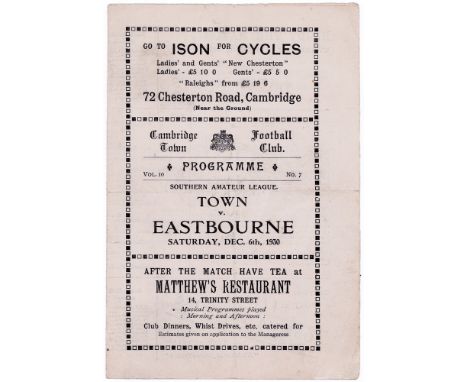 GO TO ISON FOR CYCLES
Ladies' and Gents' "New Chesterton"
Ladies' - £5 10 0 Gents' - £5 5 0
"Raleighs" from £5 19 6
72 Chesterton Road, Cambridge
(Near the Ground)
Cambridge Football
Town Club.
PROGRAMME
VOL. 10 NO. 7
SOUTHERN AMATEUR LEAGUE.
TOWN
v.
EASTBOURNE
SATURDAY, DEC. 6th, 1930
AFTER THE MATCH HAVE TEA at
MATTHEW'S RESTAURANT
14, TRINITY STREET
• Musical Programmes played
: Morning and Afternoon :
Club Dinners, Whist Drives, etc. catered for
Estimates given on application to the Manageress